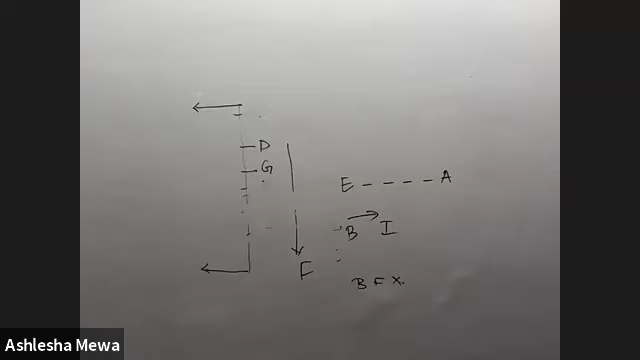 D
G
E - - - - A
B I
F
B F X.
Ashlesha Mewa